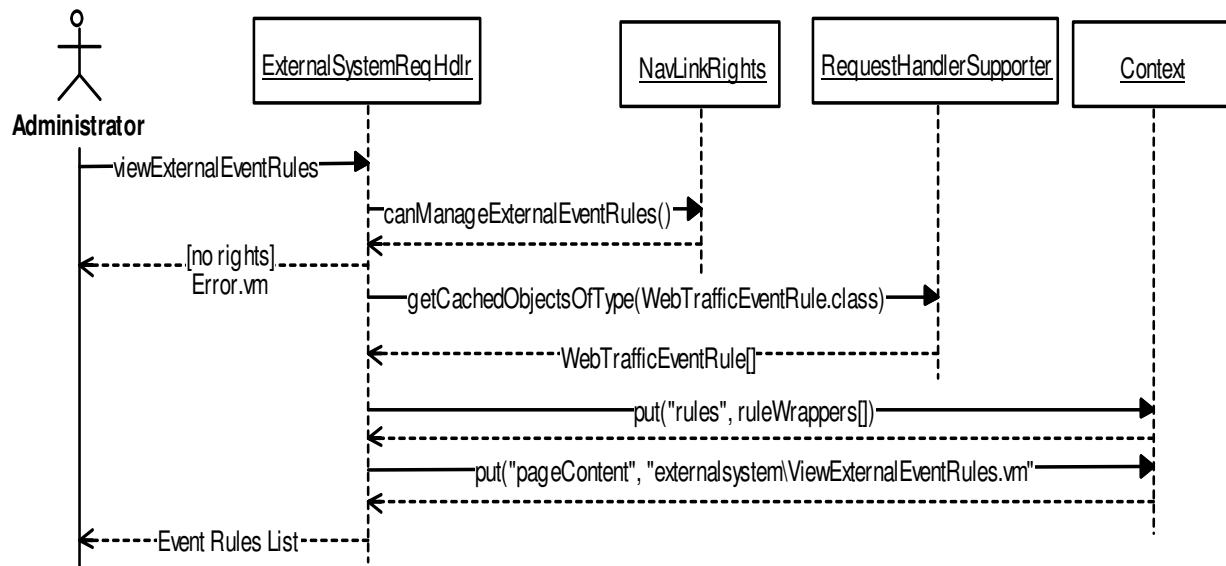 ExternalSystemReqHdlr
NavLinkRights
RequestHandlerSupporter
Context
Administrator
viewExternalEventRules
canManageExternalEventRules()
[no rights]
Error.vm
getCachedObjectsOfType(WebTrafficEventRule.class)
WebTrafficEventRule[]
put("rules", ruleWrappers[])
put("pageContent", "externalsystem\ViewExternalEventRules.vm"
Event Rules List